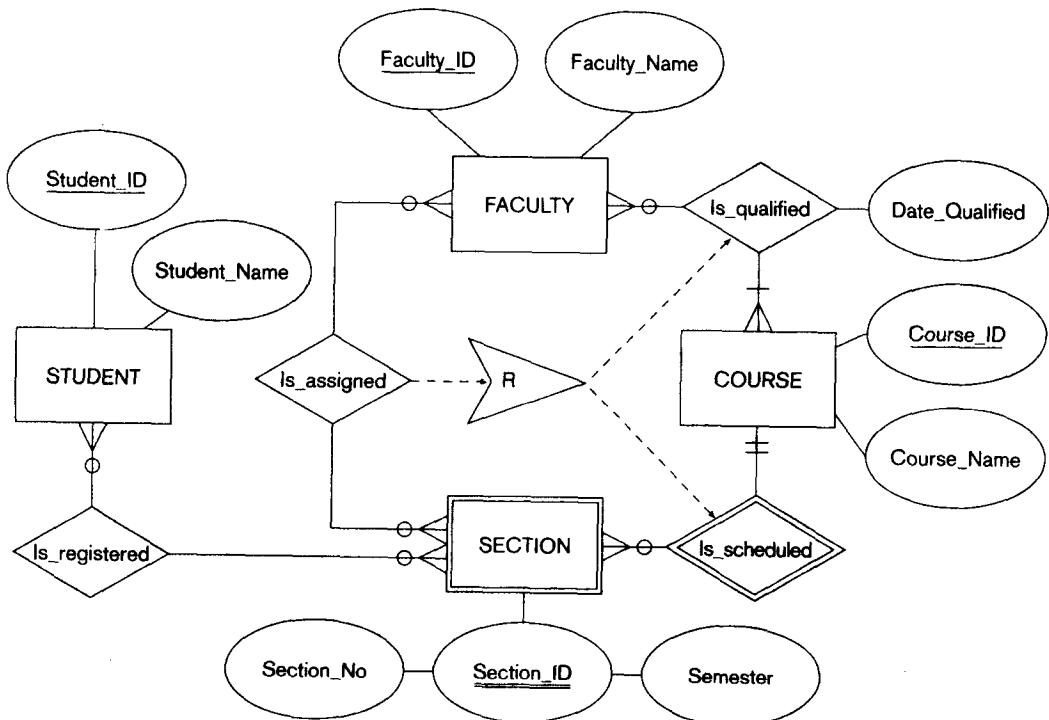 Faculty_ID
Faculty_Name
Student_ID
FACULTY
Is_qualified
Date_Qualified
Student_Name
Course_ID
STUDENT
Is_assigned
R
COURSE
Course_Name
Is_registered
SECTION
Is_scheduled
Section_No
Section_ID
Semester